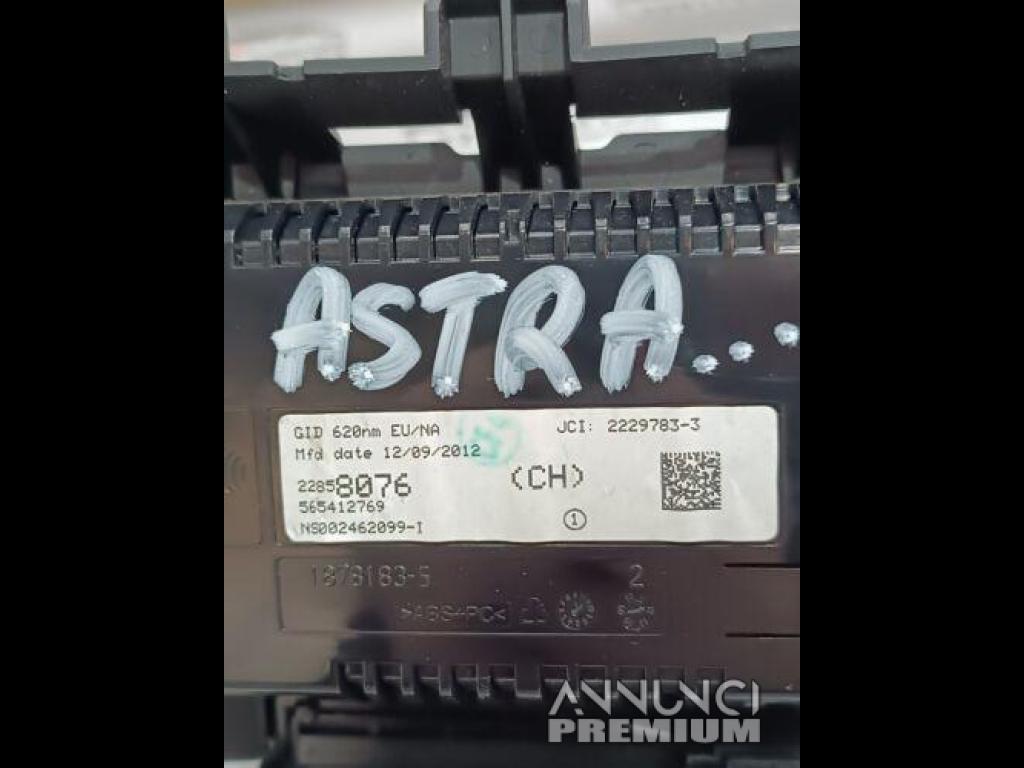 ASTRA...
GID 620nm EU/NA JCI: 2229783-3
Mfd date 12/09/2012
22858076 (CH)
565412769
1
NS002462099-I
1878183-5 2
>ABS+PC<
ANNUNCI
PREMIUM